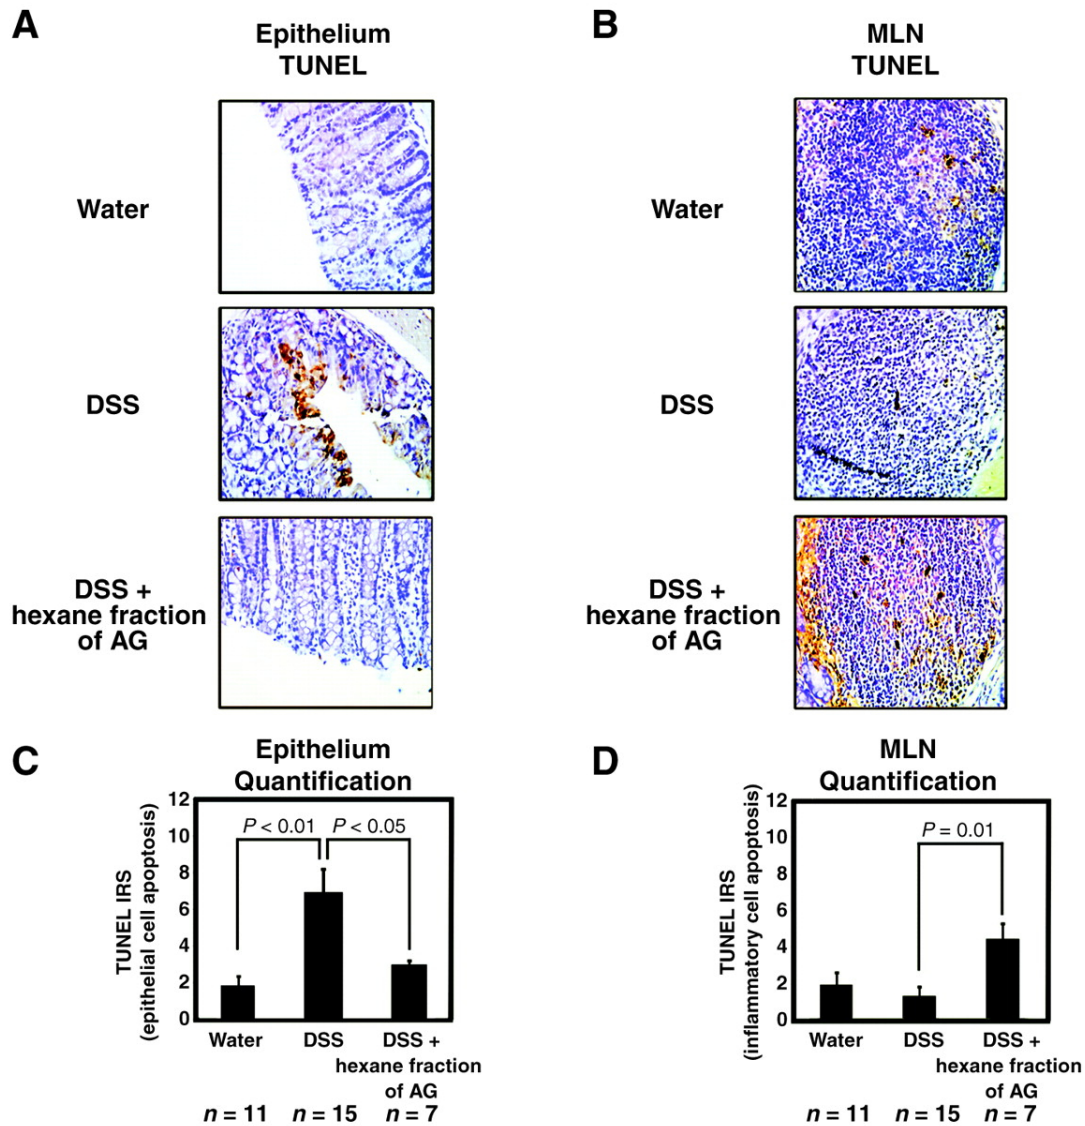 A
Epithelium
TUNEL
Water
DSS
DSS +
hexane fraction
of AG
B
MLN
TUNEL
Water
DSS
DSS +
hexane fraction
of AG
C
Epithelium
Quantification
TUNEL IRS
(epithelial cell apoptosis)
12
10
8
6
4
2
0
P < 0.01
P < 0.05
Water
DSS
DSS +
hexane fraction
of AG
n = 11
n = 15
n = 7
D
MLN
Quantification
TUNEL IRS
(inflammatory cell apoptosis)
12
10
8
6
4
2
0
P = 0.01
Water
DSS
DSS +
hexane fraction
of AG
n = 11
n = 15
n = 7